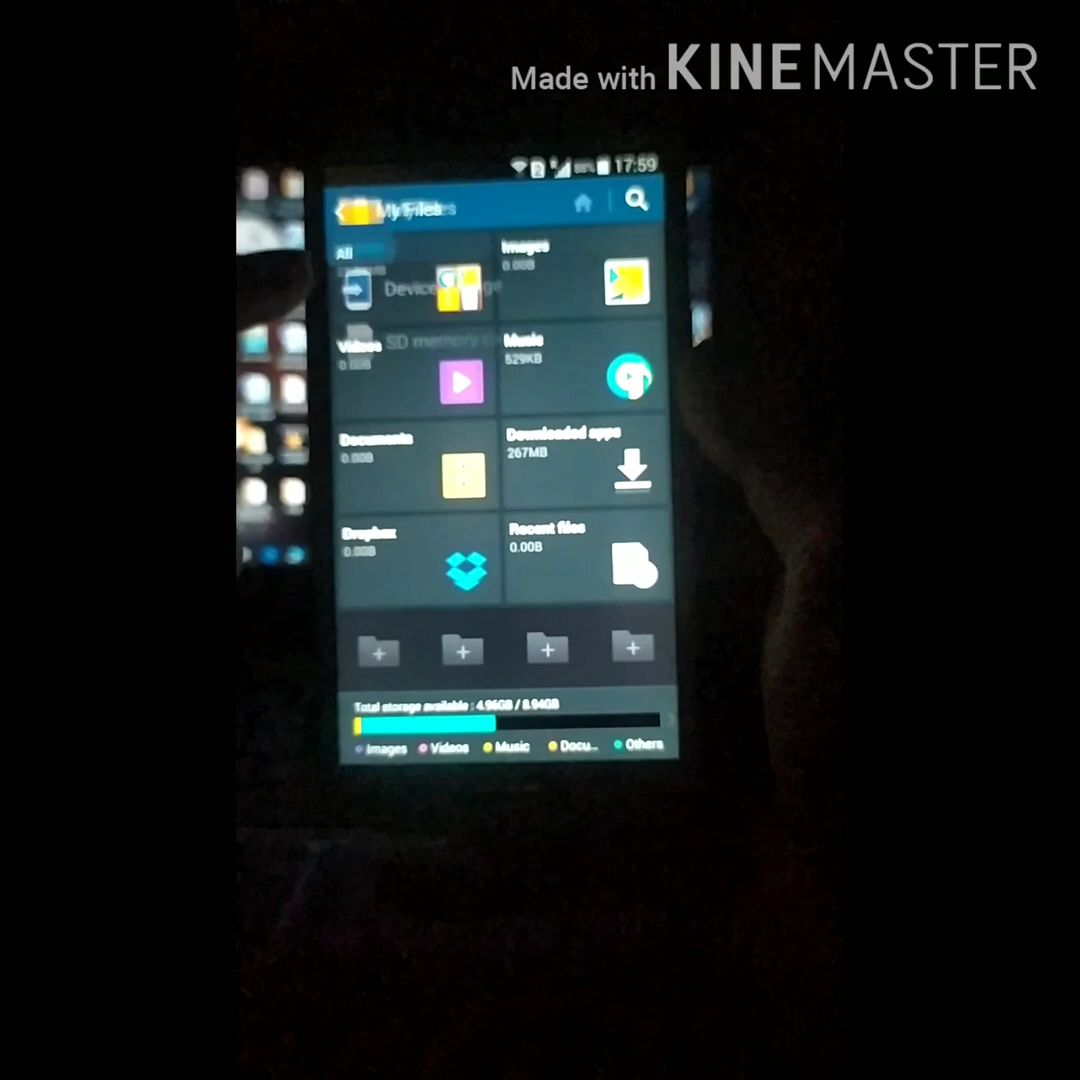 Made with KINEMASTER
17:59
My Files
All
Images
0.00B
Device
SD memory
Videos
0.00B
Music
529KB
Documents
0.00B
Downloaded apps
267MB
Dropbox
0.00B
Recent files
0.00B
Total storage available : 4.96GB / 8.94GB
Images Videos Music Docu... Others